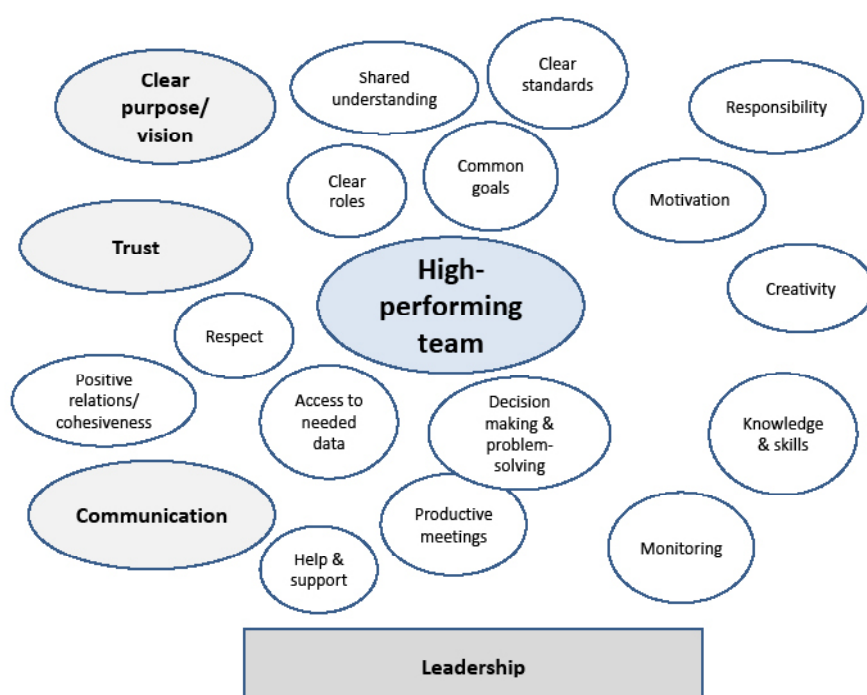 Clear
purpose/
vision
Shared
understanding
Clear
standards
Responsibility
Clear
roles
Common
goals
Motivation
Trust
High-
performing
team
Creativity
Respect
Positive
relations/
cohesiveness
Access to
needed
data
Decision
making &
problem-
solving
Knowledge
& skills
Communication
Productive
meetings
Help &
support
Monitoring
Leadership